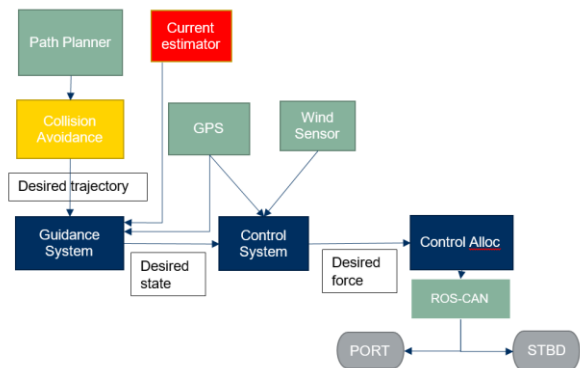 Path Planner
Current
estimator
Collision
Avoidance
GPS
Wind
Sensor
Desired trajectory
Guidance
System
Control
System
Control Alloc
Desired
state
Desired
force
ROS-CAN
PORT
STBD